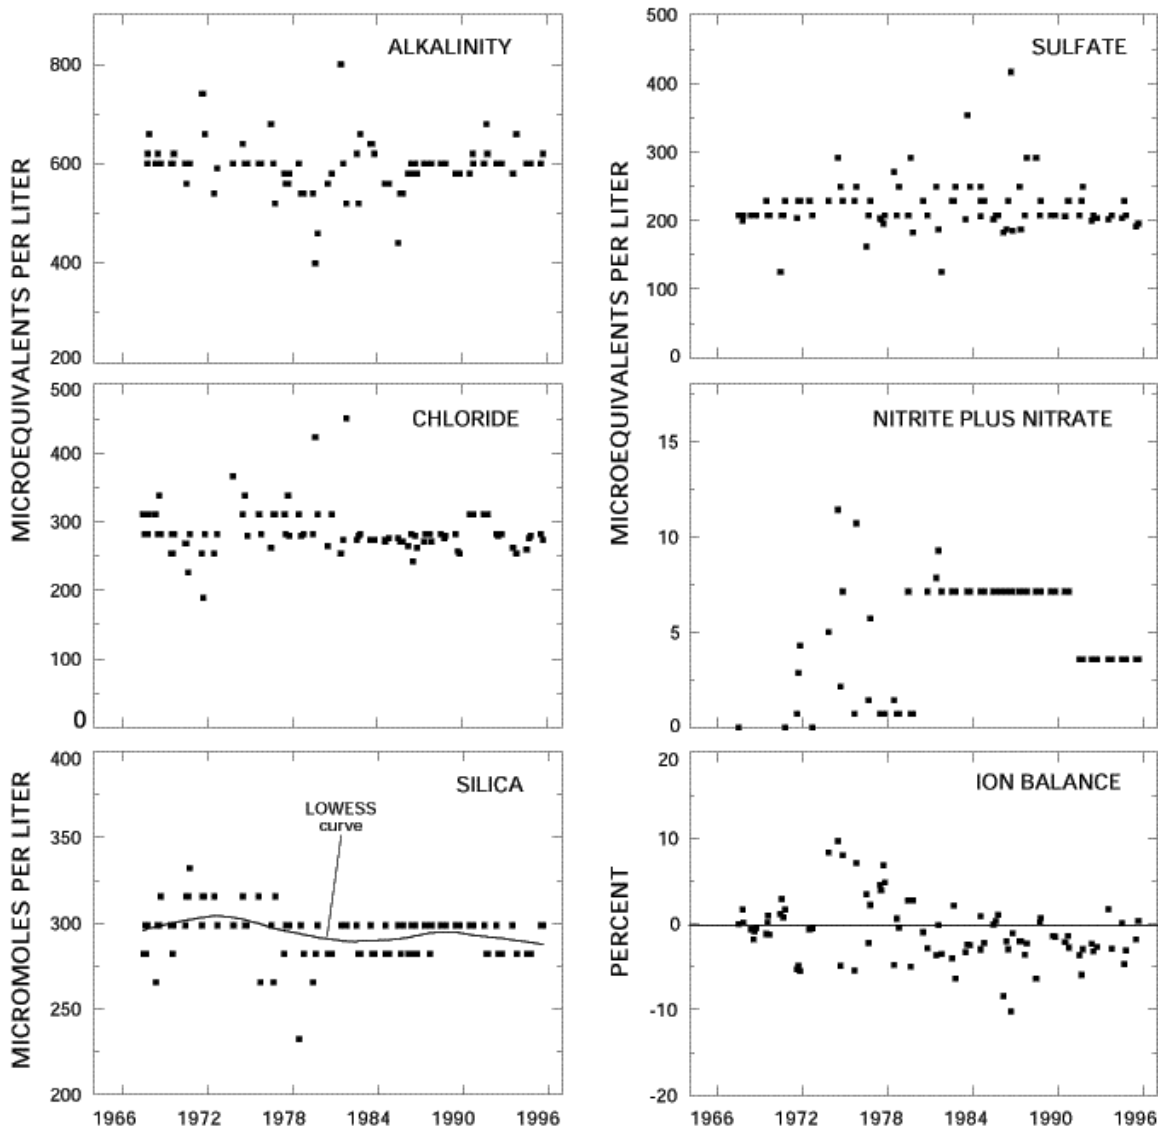 ALKALINITY
800
600
400
200
MICROEQUIVALENTS PER LITER
SULFATE
500
400
300
200
100
0
MICROEQUIVALENTS PER LITER
CHLORIDE
500
400
300
200
100
0
NITRITE PLUS NITRATE
15
10
5
0
SILICA
LOWESS
curve
400
350
300
250
200
MICROMOLES PER LITER
1966 1972 1978 1984 1990 1996
ION BALANCE
20
10
0
-10
-20
PERCENT
1966 1972 1978 1984 1990 1996